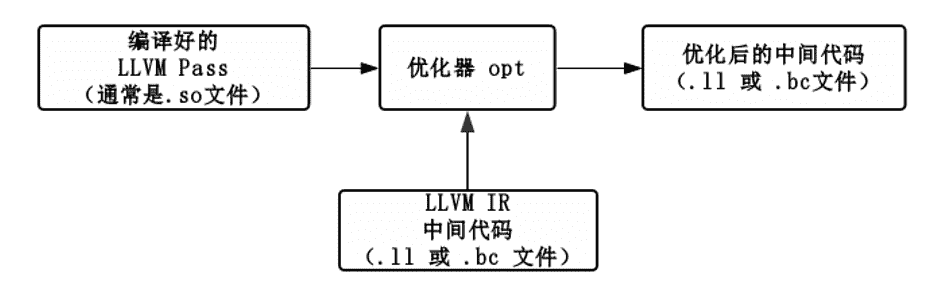 编译好的
LLVM Pass
（通常是.so文件）
优化器 opt
优化后的中间代码
（.ll 或 .bc文件）
LLVM IR
中间代码
（.ll 或 .bc 文件）